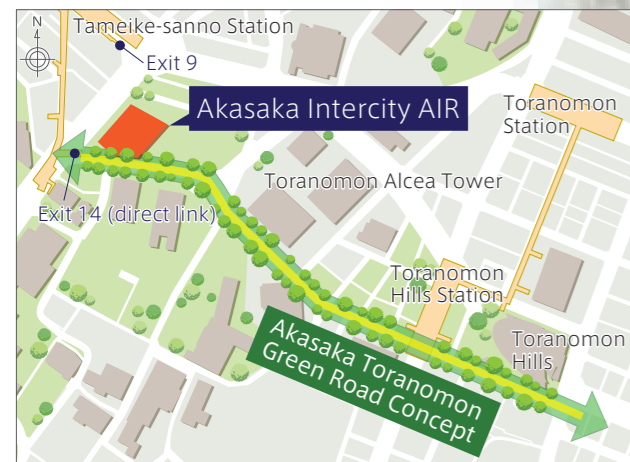 N
Tameike-sanno Station
Exit 9
Akasaka Intercity AIR
Toranomon
Station
Toranomon Alcea Tower
Exit 14 (direct link)
Toranomon
Hills Station
Akasaka Toranomon
Green Road Concept
Toranomon
Hills